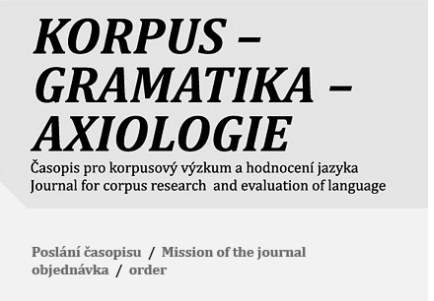 KORPUS –
GRAMATIKA –
AXIOLOGIE
Časopis pro korpusový výzkum a hodnocení jazyka
Journal for corpus research and evaluation of language
Poslání časopisu / Mission of the journal
objednávka / order